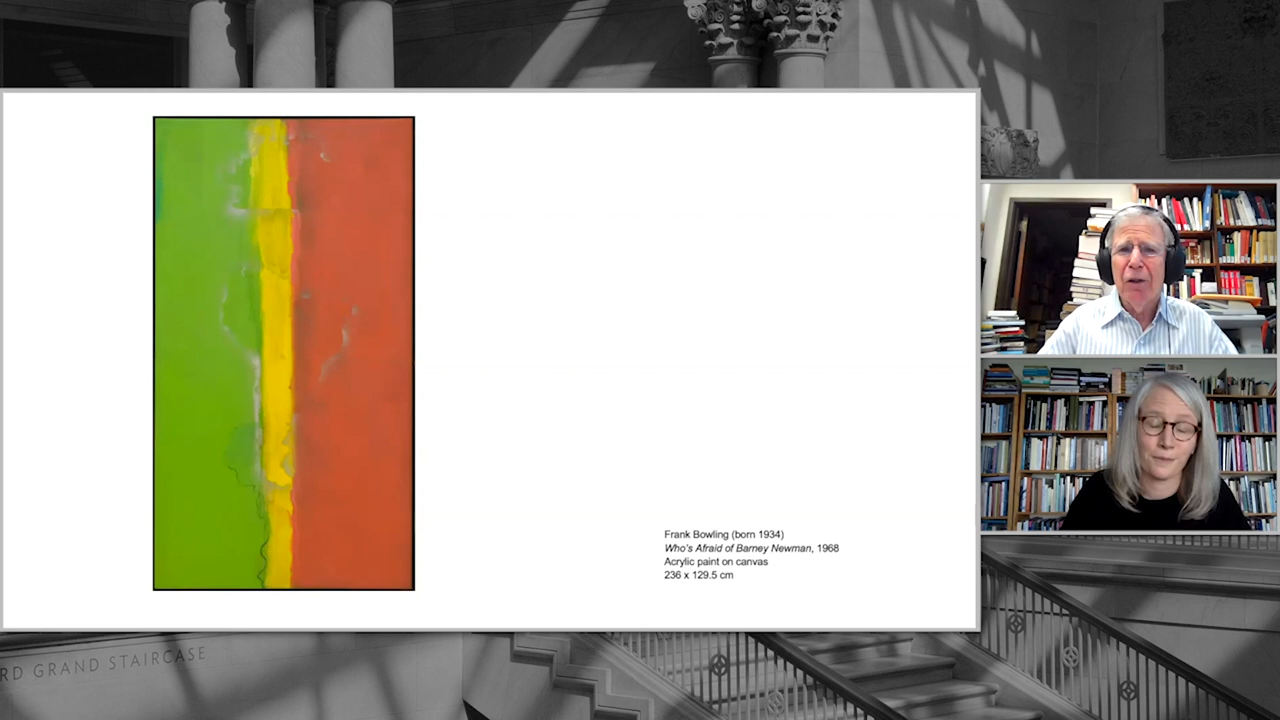 Frank Bowling (born 1934)
Who's Afraid of Barney Newman, 1968
Acrylic paint on canvas
236 x 129.5 cm
RD GRAND STAIRCASE